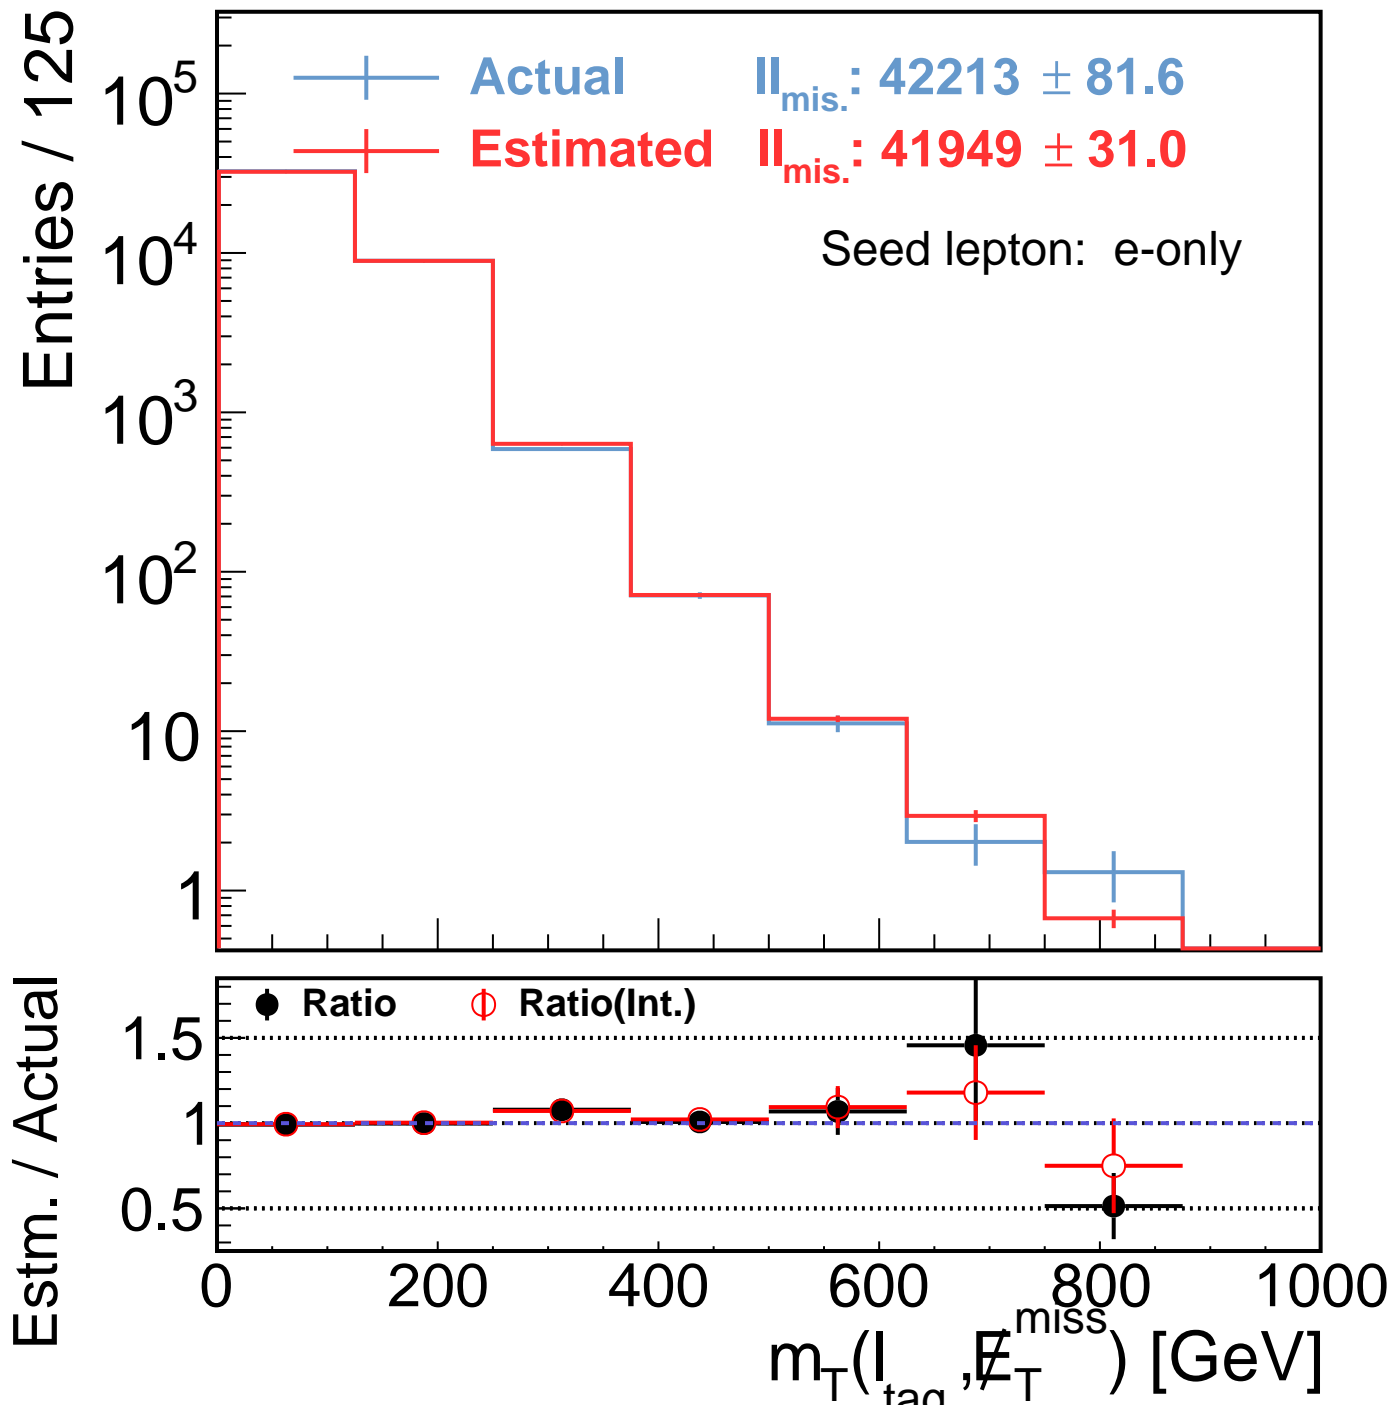 Entries / 125
10^5
10^4
10^3
10^2
10
1
Actual ll_mis.: 42213 ± 81.6
Estimated ll_mis.: 41949 ± 31.0
Seed lepton: e-only
Estm. / Actual
1.5
1
0.5
Ratio Ratio(Int.)
0 200 400 600 800 1000
m_T(l_tag, E̸_T^miss) [GeV]